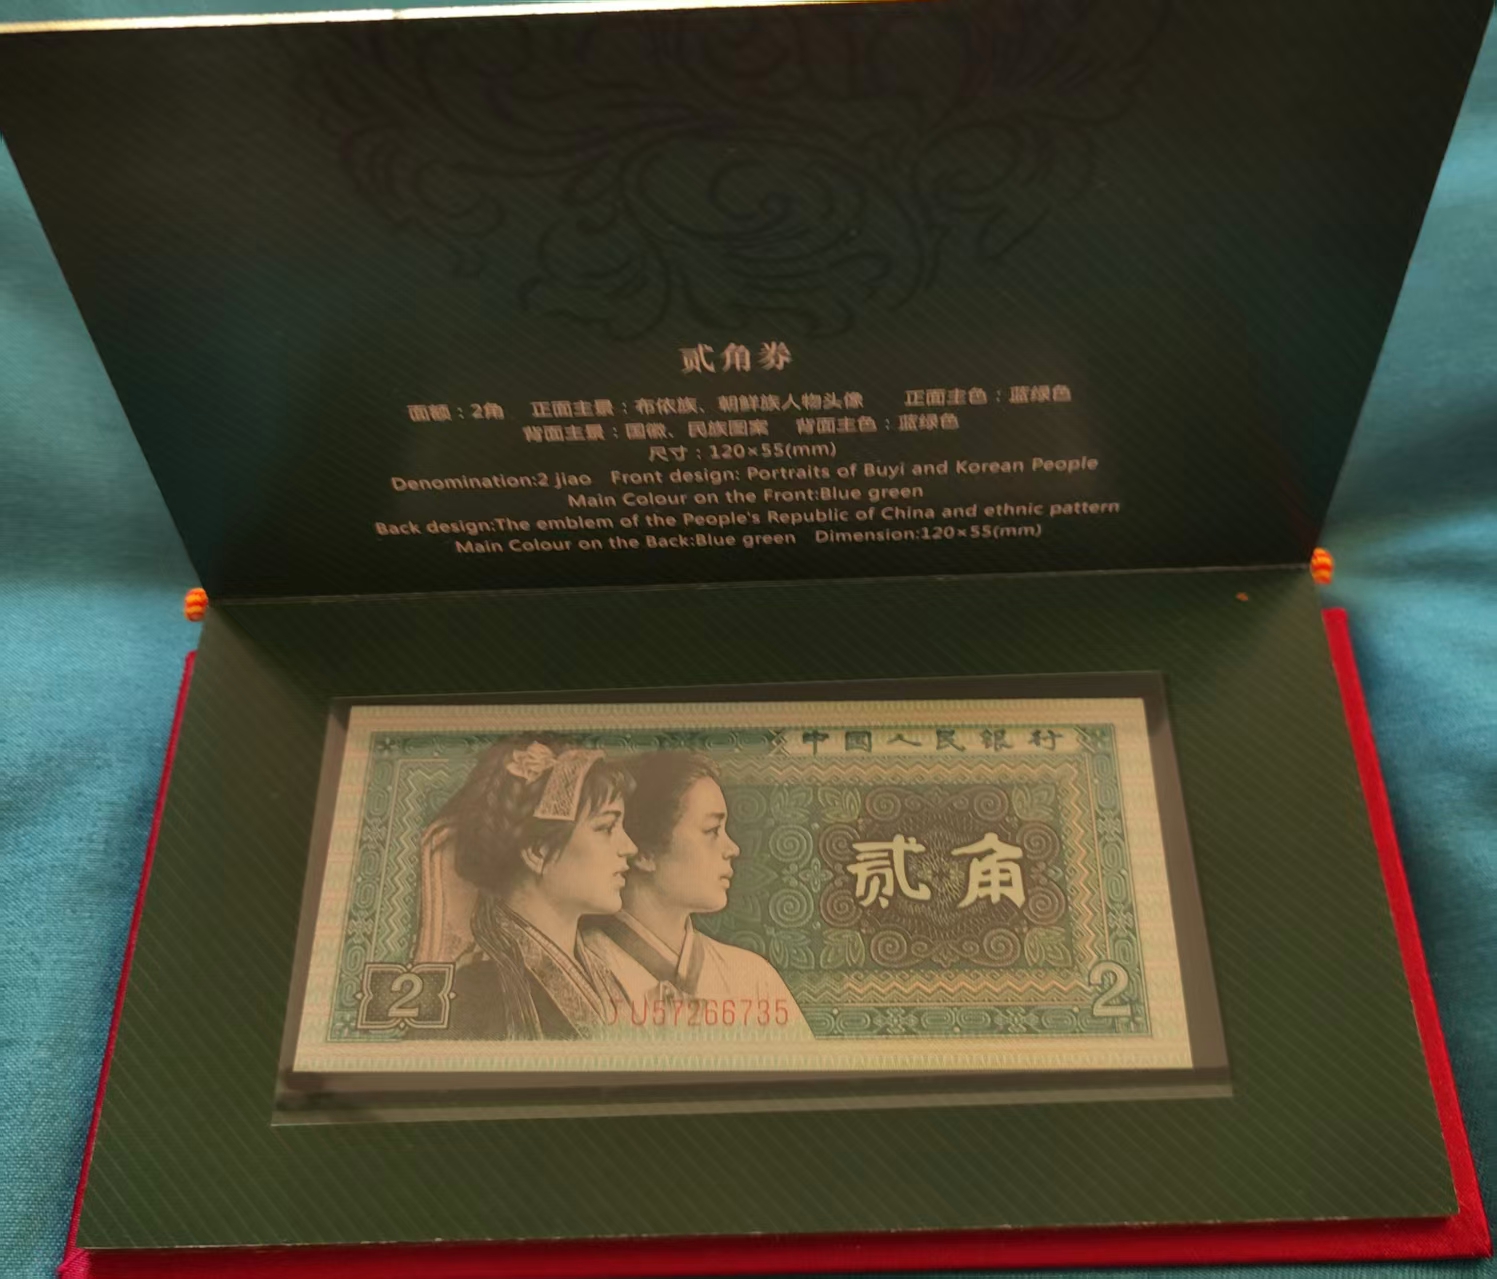 贰角券
面额：2角 正面主景：布依族、朝鲜族人物头像 正面主色：蓝绿色
背面主景：国徽、民族图案 背面主色：蓝绿色
尺寸：120×55(mm)
Denomination:2 jiao Front design: Portraits of Buyi and Korean People
Main Colour on the Front:Blue green
Back design:The emblem of the People's Republic of China and ethnic pattern
Main Colour on the Back:Blue green Dimension:120×55(mm)
中国人民银行
贰角
2
2
JU57266735